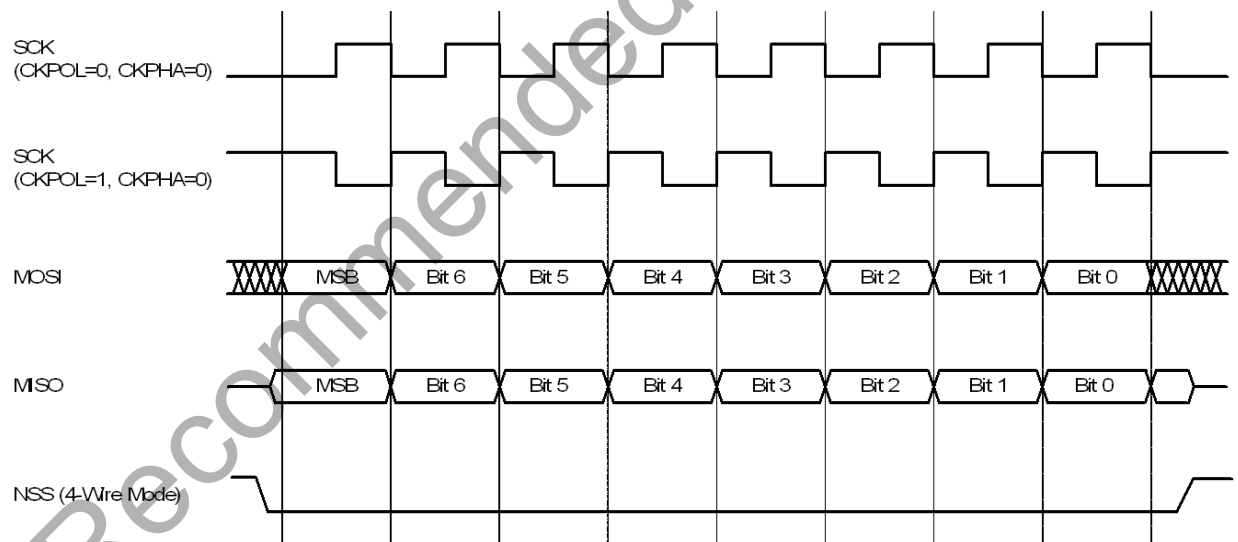 SCK
(CKPOL=0, CKPHA=0)
SCK
(CKPOL=1, CKPHA=0)
MOSI
MSB Bit 6 Bit 5 Bit 4 Bit 3 Bit 2 Bit 1 Bit 0
MISO
MSB Bit 6 Bit 5 Bit 4 Bit 3 Bit 2 Bit 1 Bit 0
NSS (4-Wire Mode)
Recommended